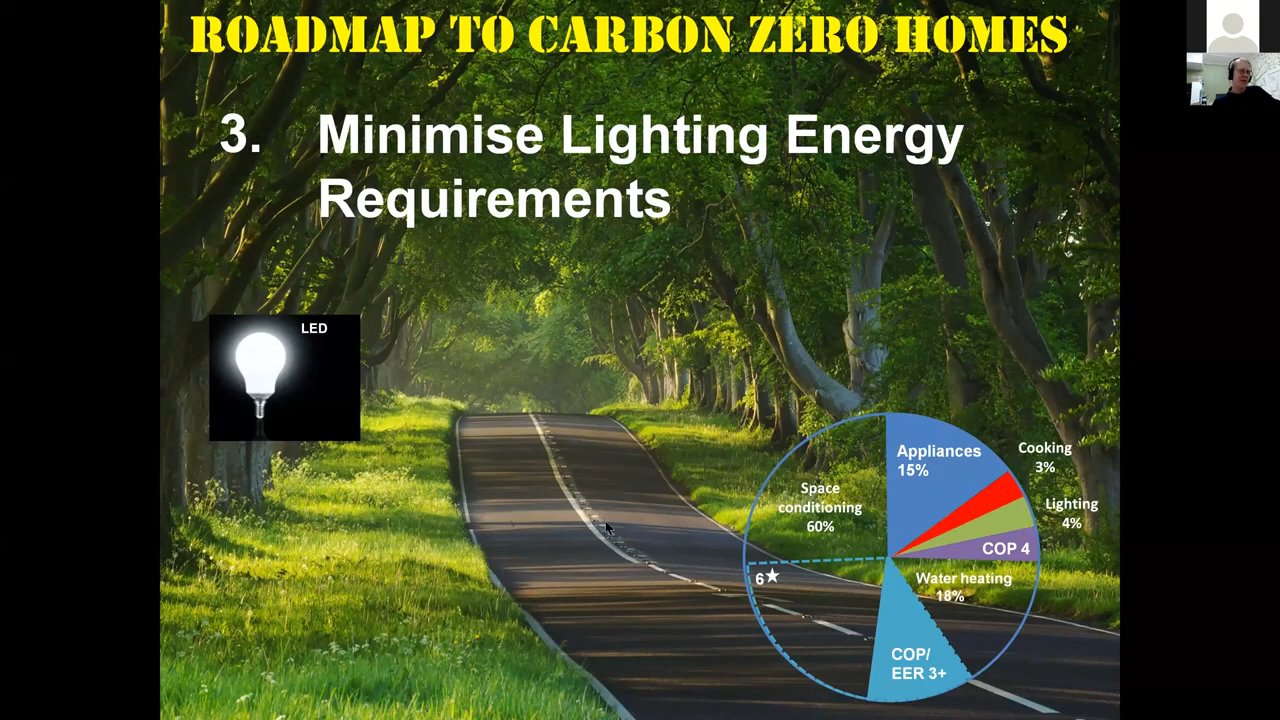 ROADMAP TO CARBON ZERO HOMES
3. Minimise Lighting Energy
Requirements
LED
Appliances
15%
Cooking
3%
Space
conditioning
60%
Lighting
4%
COP 4
6★
Water heating
18%
COP/
EER 3+